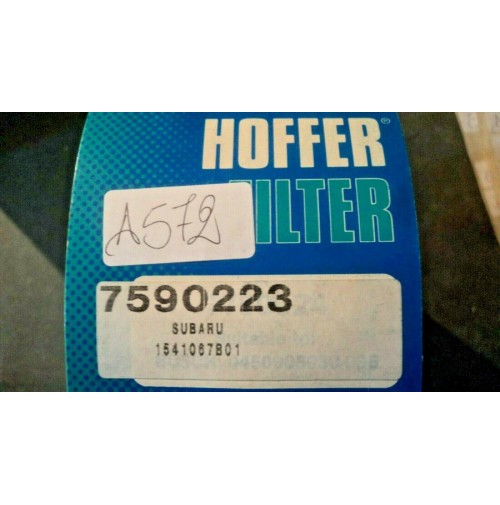 HOFFER®
FILTER
A572
7590223
SUBARU
1541067B01